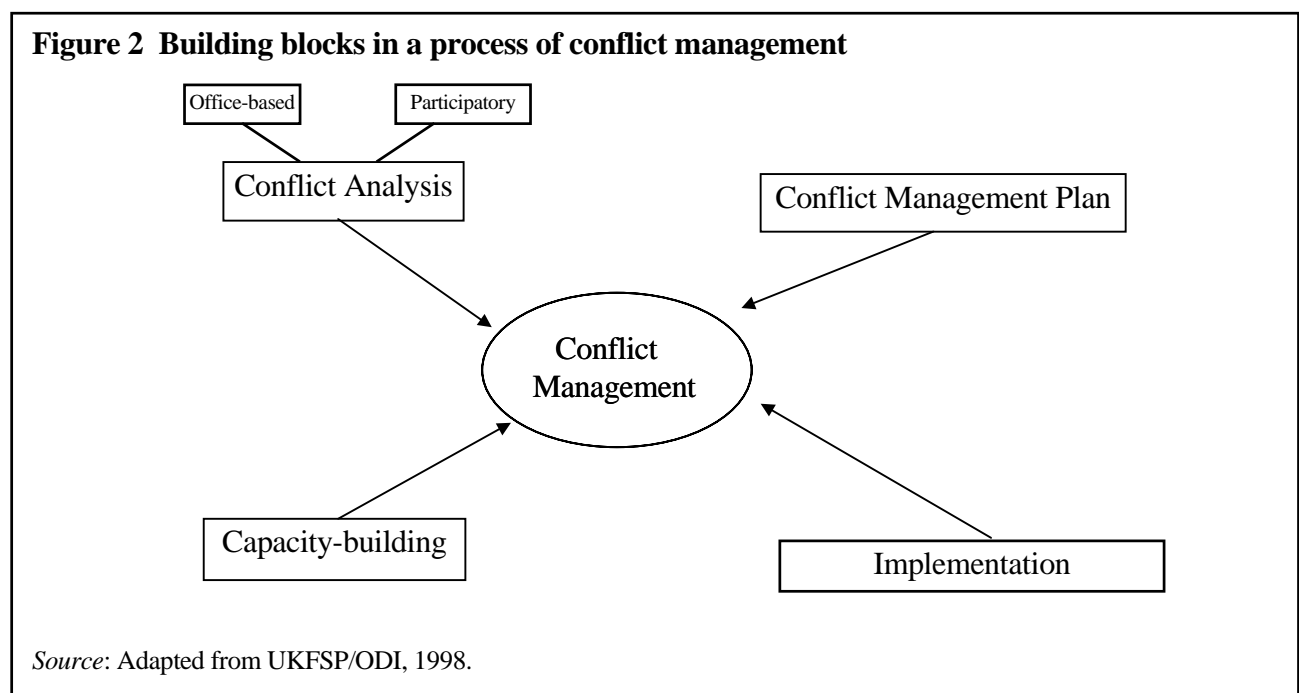 Figure 2 Building blocks in a process of conflict management
Office-based
Participatory
Conflict Analysis
Conflict Management Plan
Conflict
Management
Capacity-building
Implementation
Source: Adapted from UKFSP/ODI, 1998.